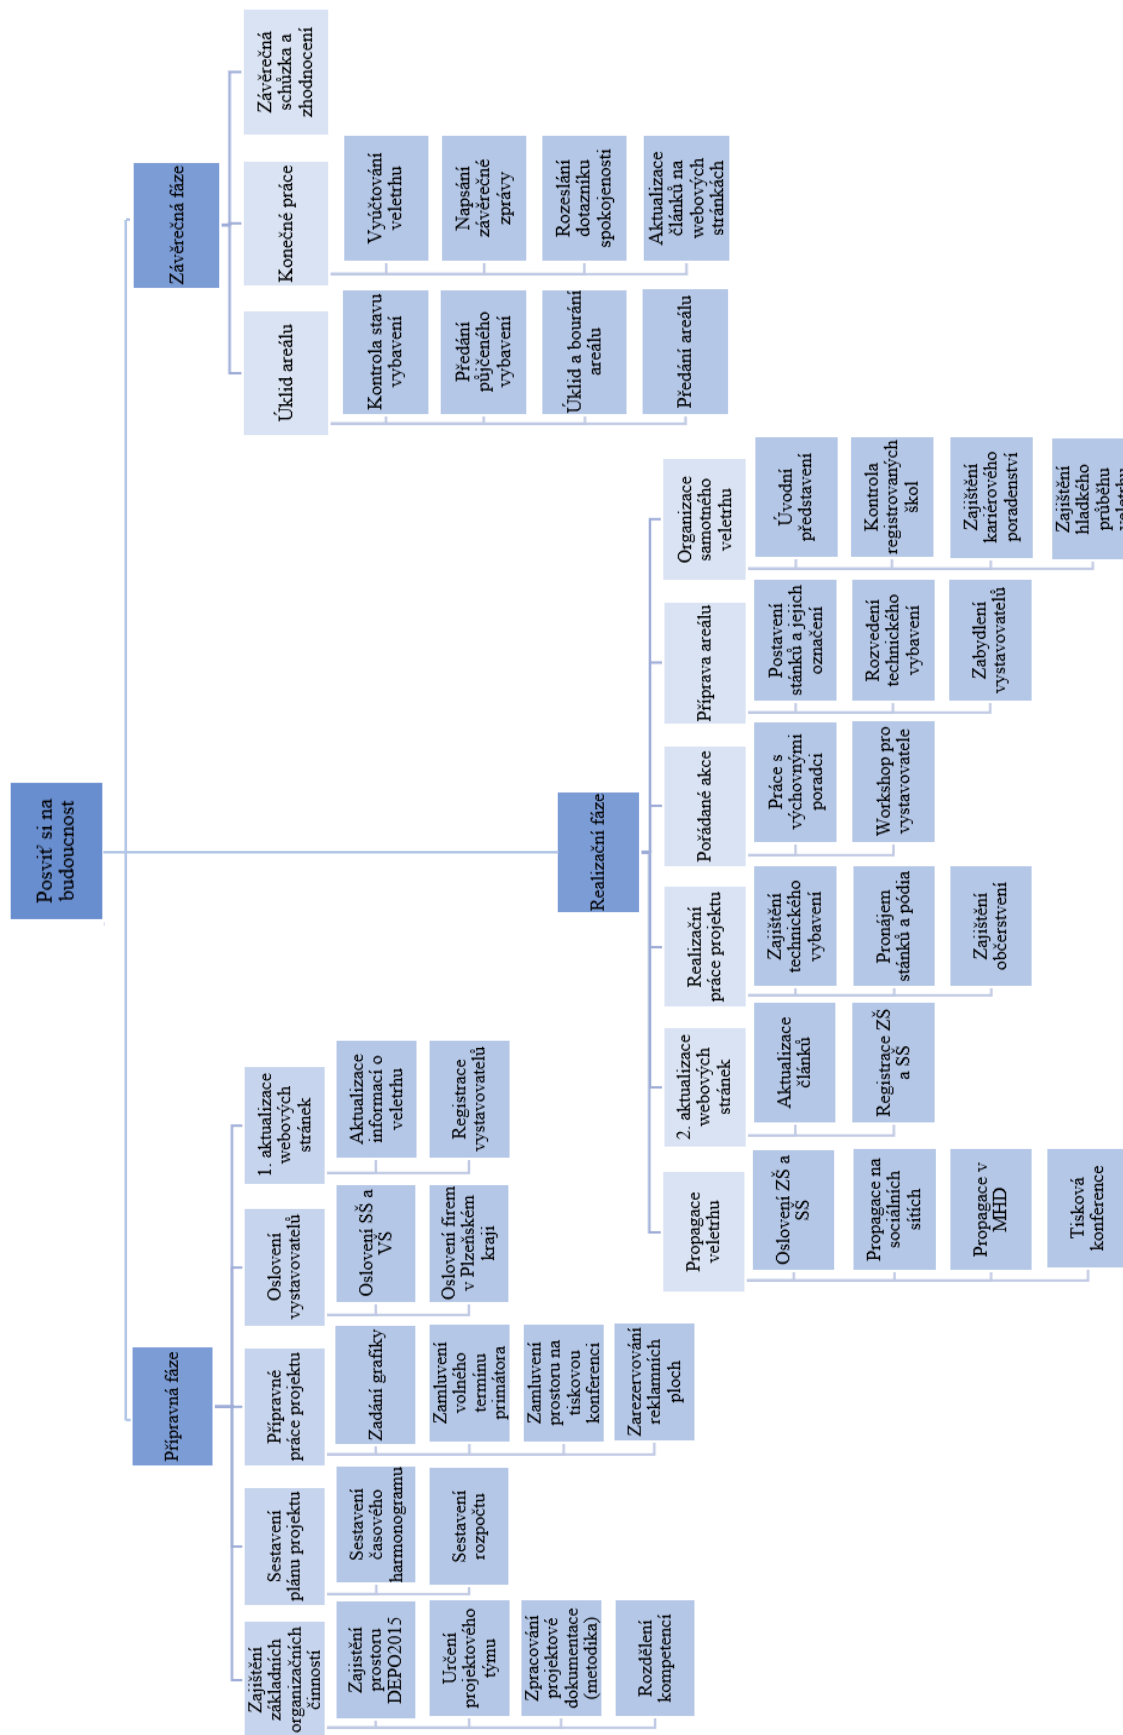 Posviť si na
budoucnost
Přípravná fáze
Zajištění
základních
organizačních
činností
Zajistění
prostoru
DEPO2015
Určení
projektového
týmu
Zpracování
projektové
dokumentace
(metodika)
Rozdělení
kompetencí
Sestavení
plánu projektu
Sestavení
časového
harmonogramu
Sestavení
rozpočtu
Přípravné
práce projektu
Zadání grafiky
Zamluvení
volného
termínu
primátora
Zamluvení
prostoru na
tiskovou
konferenci
Zarezervování
reklamních
ploch
Oslovení
vystavovatelů
Oslovení SŠ a
VŠ
Oslovení firem
v Plzeňském
kraji
1. aktualizace
webových
stránek
Aktualizace
informací o
veletrhu
Registrace
vystavovatelů
Realizační fáze
Propagace
veletrhu
Oslovení ZŠ a
SŠ
Propagace na
sociálních
sítích
Propagace v
MHD
Tisková
konference
2. aktualizace
webových
stránek
Aktualizace
článků
Registrace ZŠ
a SŠ
Realizační
práce projektu
Zajištění
technického
vybavení
Pronájem
stánků a pódia
Zajištění
občerstvení
Pořádané akce
Práce s
výchovnými
poradci
Workshop pro
vystavovatele
Příprava areálu
Postavení
stánků a jejich
označení
Rozvedení
technického
vybavení
Zabydlení
vystavovatelů
Organizace
samotného
veletrhu
Úvodní
představení
Kontrola
registrovaných
škol
Zajištění
kariérového
poradenství
Zajištění
hladkého
průběhu
veletrhu
Závěrečná fáze
Úklid areálu
Kontrola stavu
vybavení
Předání
půjčeného
vybavení
Úklid a bourání
areálu
Předání areálu
Konečné práce
Vyúčtování
veletrhu
Napsání
závěrečné
zprávy
Rozeslání
dotazníku
spokojenosti
Aktualizace
článků na
webových
stránkách
Závěrečná
schůzka a
zhodnocení